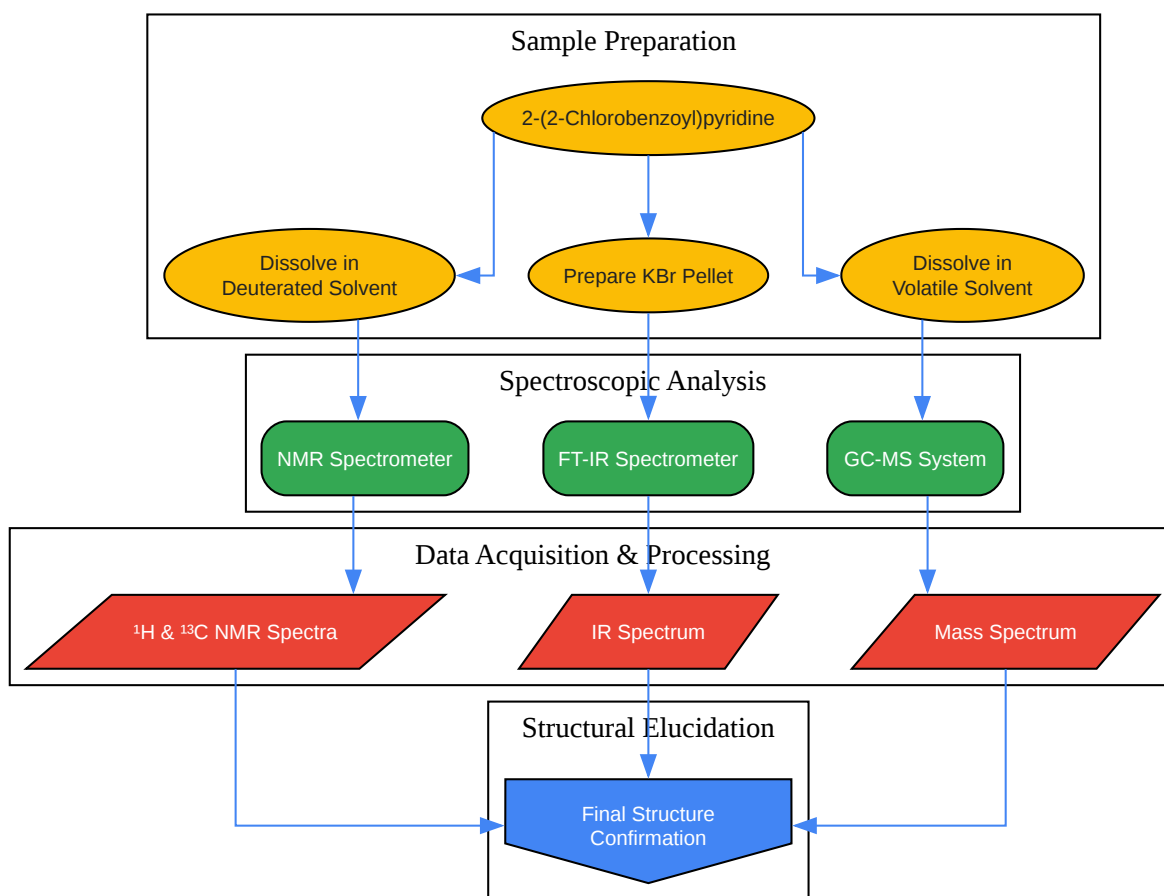 Sample Preparation
2-(2-Chlorobenzoyl)pyridine
Dissolve in
Deuterated Solvent
Prepare KBr Pellet
Dissolve in
Volatile Solvent
Spectroscopic Analysis
NMR Spectrometer
FT-IR Spectrometer
GC-MS System
Data Acquisition & Processing
¹H & ¹³C NMR Spectra
IR Spectrum
Mass Spectrum
Structural Elucidation
Final Structure
Confirmation